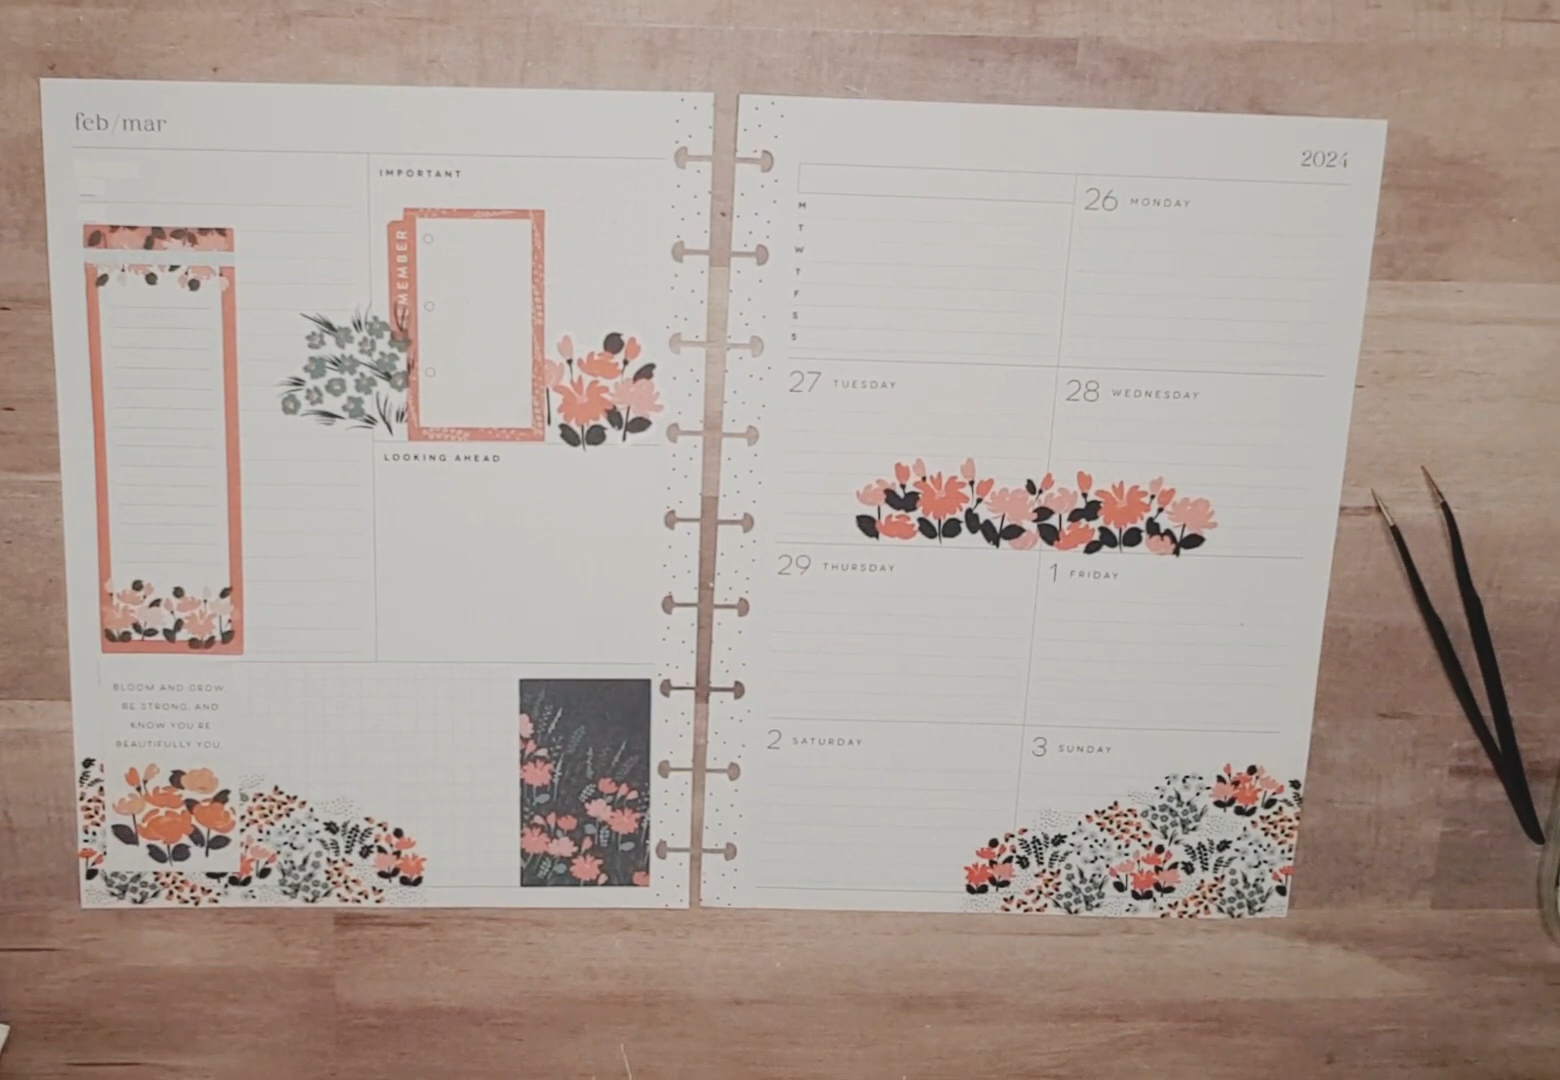 feb/mar
IMPORTANT
LOOKING AHEAD
BLOOM AND GROW
BE STRONG, AND
KNOW YOU'RE
BEAUTIFULLY YOU.
2024
M
T
W
T
F
S
S
26 MONDAY
27 TUESDAY
28 WEDNESDAY
29 THURSDAY
1 FRIDAY
2 SATURDAY
3 SUNDAY